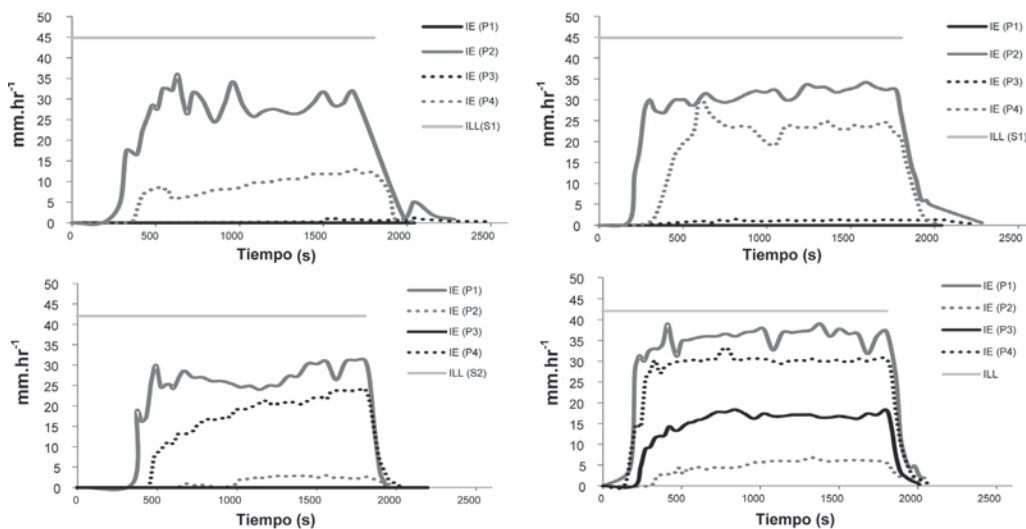 50
45
40
35
30
25
20
15
10
5
0
mm.hr-1
0 500 1000 1500 2000 2500
Tiempo (s)
IE (P1)
IE (P2)
IE (P3)
IE (P4)
ILL(S1)
50
45
40
35
30
25
20
15
10
5
0
mm.hr-1
0 500 1000 1500 2000 2500
Tiempo (s)
IE (P1)
IE (P2)
IE (P3)
IE (P4)
ILL (S1)
50
45
40
35
30
25
20
15
10
5
0
mm.hr-1
0 500 1000 1500 2000 2500
Tiempo (s)
IE (P1)
IE (P2)
IE (P3)
IE (P4)
ILL (S2)
50
45
40
35
30
25
20
15
10
5
0
mm.hr-1
0 500 1000 1500 2000 2500
Tiempo (s)
IE (P1)
IE (P2)
IE (P3)
IE (P4)
ILL